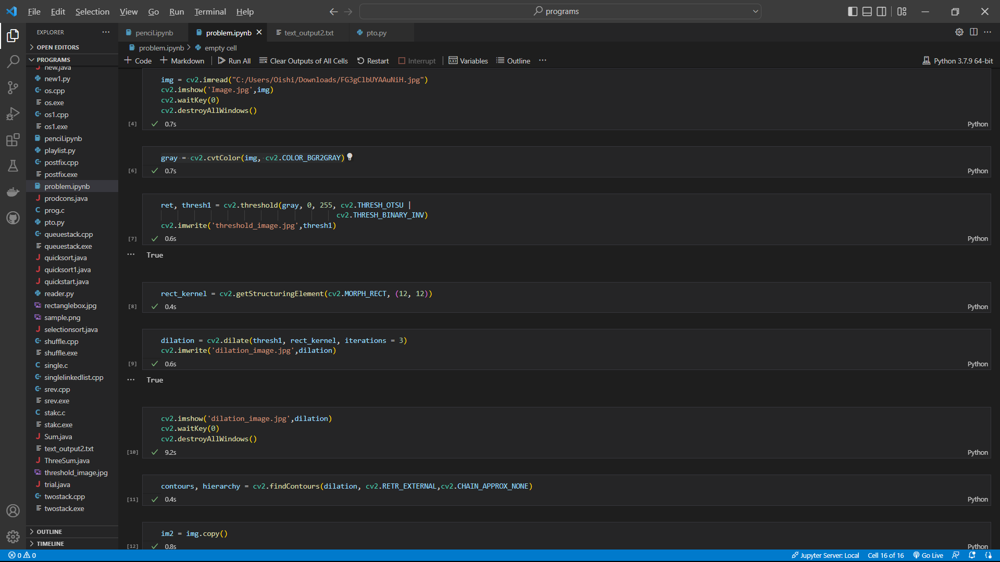 File Edit Selection View Go Run Terminal Help
programs
EXPLORER
OPEN EDITORS
PROGRAMS
new.java
new1.py
os.cpp
os.exe
os1.cpp
os1.exe
pencil.ipynb
playlist.py
postfix.cpp
postfix.exe
problem.ipynb
prodcons.java
prog.c
pto.py
queuestack.cpp
queuestack.exe
quicksort.java
quicksort1.java
quickstart.java
reader.py
rectanglebox.jpg
sample.png
selectionsort.java
shuffle.cpp
shuffle.exe
single.c
singlelinkedlist.cpp
srev.cpp
srev.exe
stakc.c
stakc.exe
Sum.java
text_output2.txt
ThreeSum.java
threshold_image.jpg
trial.java
twostack.cpp
twostack.exe
OUTLINE
TIMELINE
pencil.ipynb problem.ipynb text_output2.txt pto.py
problem.ipynb > empty cell
+ Code + Markdown Run All Clear Outputs of All Cells Restart Interrupt Variables Outline ... Python 3.7.9 64-bit
img = cv2.imread("C:/Users/Oishi/Downloads/FG3gClbUYAAuNiH.jpg")
cv2.imshow('Image.jpg',img)
cv2.waitKey(0)
cv2.destroyAllWindows()
[4] 0.7s Python
gray = cv2.cvtColor(img, cv2.COLOR_BGR2GRAY)
[6] 0.7s Python
ret, thresh1 = cv2.threshold(gray, 0, 255, cv2.THRESH_OTSU |
cv2.THRESH_BINARY_INV)
cv2.imwrite('threshold_image.jpg',thresh1)
[7] 0.6s Python
... True
rect_kernel = cv2.getStructuringElement(cv2.MORPH_RECT, (12, 12))
[8] 0.4s Python
dilation = cv2.dilate(thresh1, rect_kernel, iterations = 3)
cv2.imwrite('dilation_image.jpg',dilation)
[9] 0.6s Python
... True
cv2.imshow('dilation_image.jpg',dilation)
cv2.waitKey(0)
cv2.destroyAllWindows()
[10] 9.2s Python
contours, hierarchy = cv2.findContours(dilation, cv2.RETR_EXTERNAL,cv2.CHAIN_APPROX_NONE)
[11] 0.4s Python
im2 = img.copy()
[12] 0.8s Python
0 0 Jupyter Server: Local Cell 16 of 16 Go Live